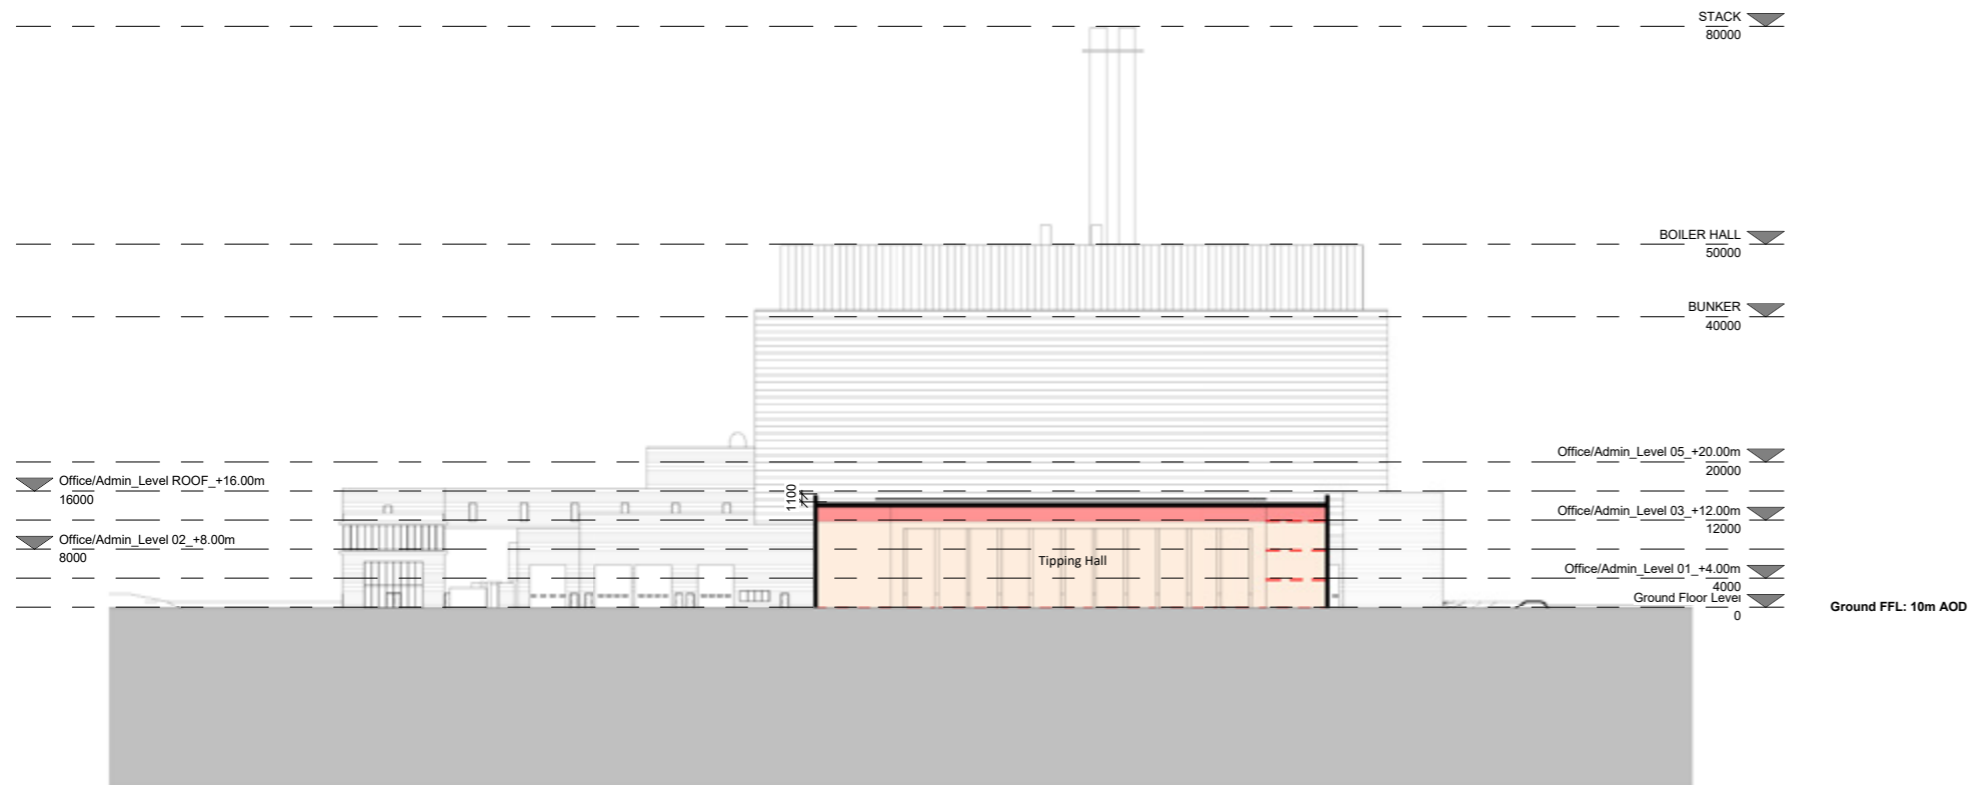 STACK
80000
BOILER HALL
50000
BUNKER
40000
Office/Admin_Level 05_+20.00m
20000
Office/Admin_Level ROOF_+16.00m
16000
1100
Office/Admin_Level 03_+12.00m
12000
Office/Admin_Level 02_+8.00m
8000
Tipping Hall
Office/Admin_Level 01_+4.00m
4000
Ground Floor Level
0
Ground FFL: 10m AOD